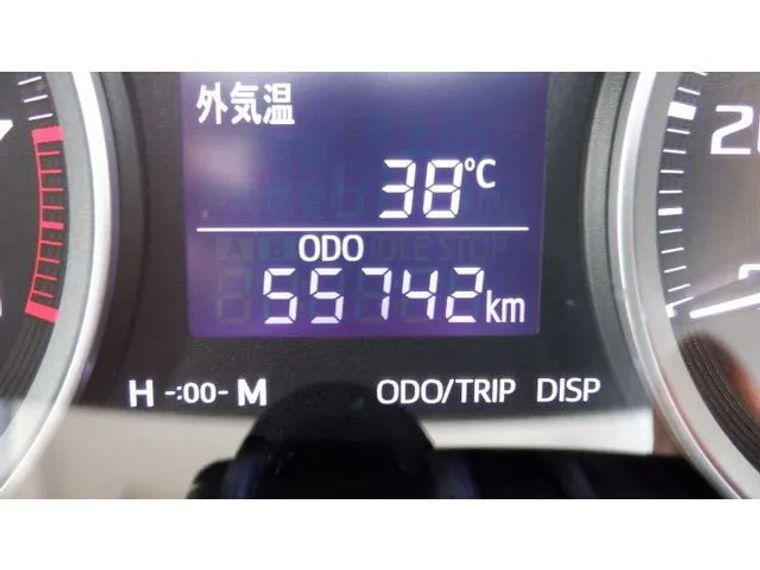 外気温
38°C
ODO
55742km
H -:00- M ODO/TRIP DISP